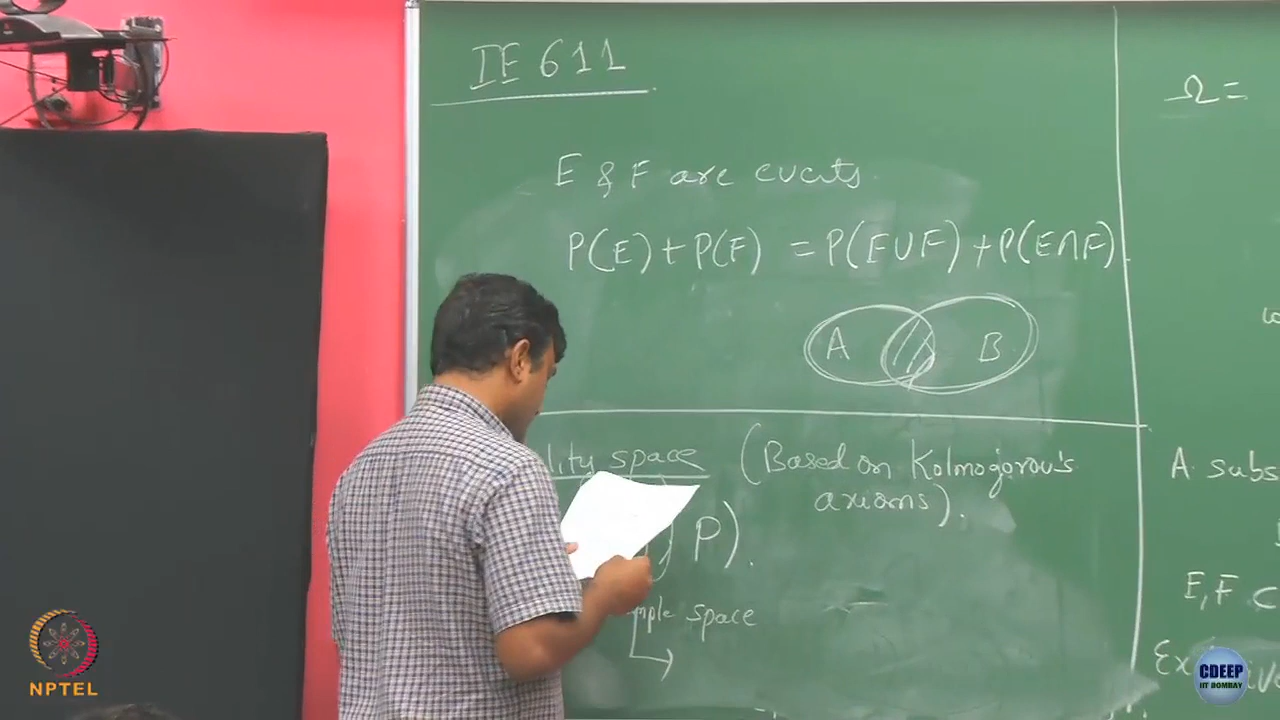 IE 611
E & F are events
P(E) + P(F) = P(E∪F) + P(E∩F).
A B
lity space (Based on Kolmogorov's
axioms).
P).
mple space
Ω =
A subs
E, F
NPTEL
CDEEP
IIT BOMBAY